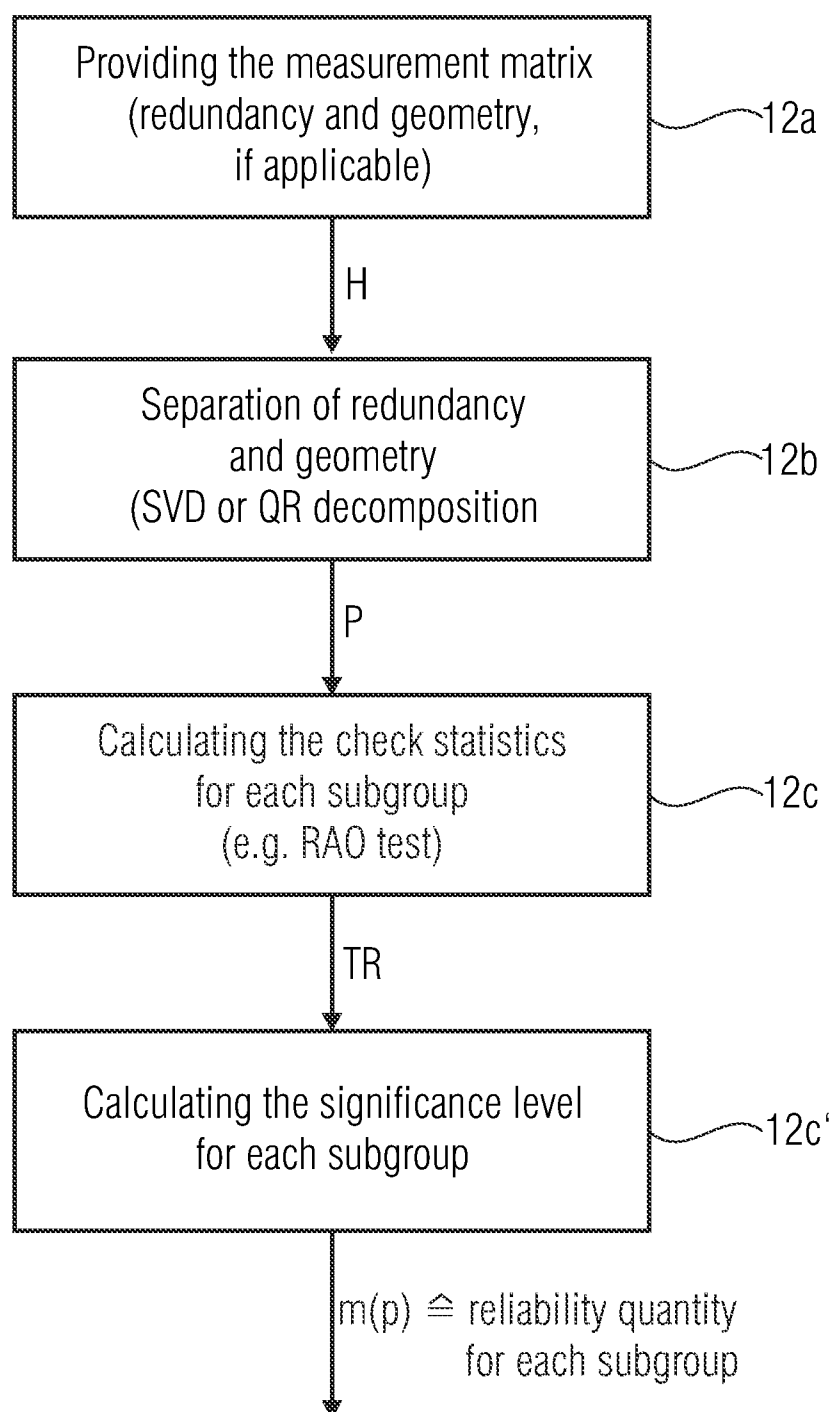 Providing the measurement matrix
(redundancy and geometry,
if applicable)
12a
H
Separation of redundancy
and geometry
(SVD or QR decomposition
12b
P
Calculating the check statistics
for each subgroup
(e.g. RAO test)
12c
TR
Calculating the significance level
for each subgroup
12c‘
m(p) ≙ reliability quantity
for each subgroup